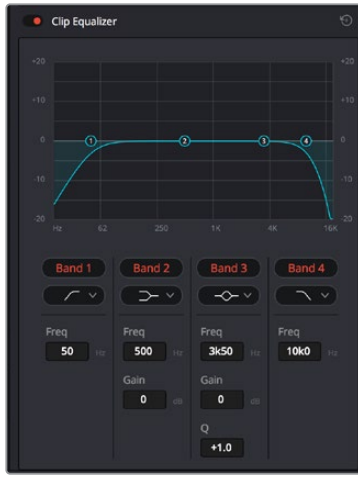 Clip Equalizer
+20 +20
+10 +10
0 0
-10 -10
-20 -20
Hz 62 250 1K 4K 16K
1 2 3 4
Band 1 Band 2 Band 3 Band 4
Freq Freq Freq Freq
50 Hz 500 Hz 3k50 Hz 10k0 Hz
Gain Gain
0 dB 0 dB
Q
+1.0